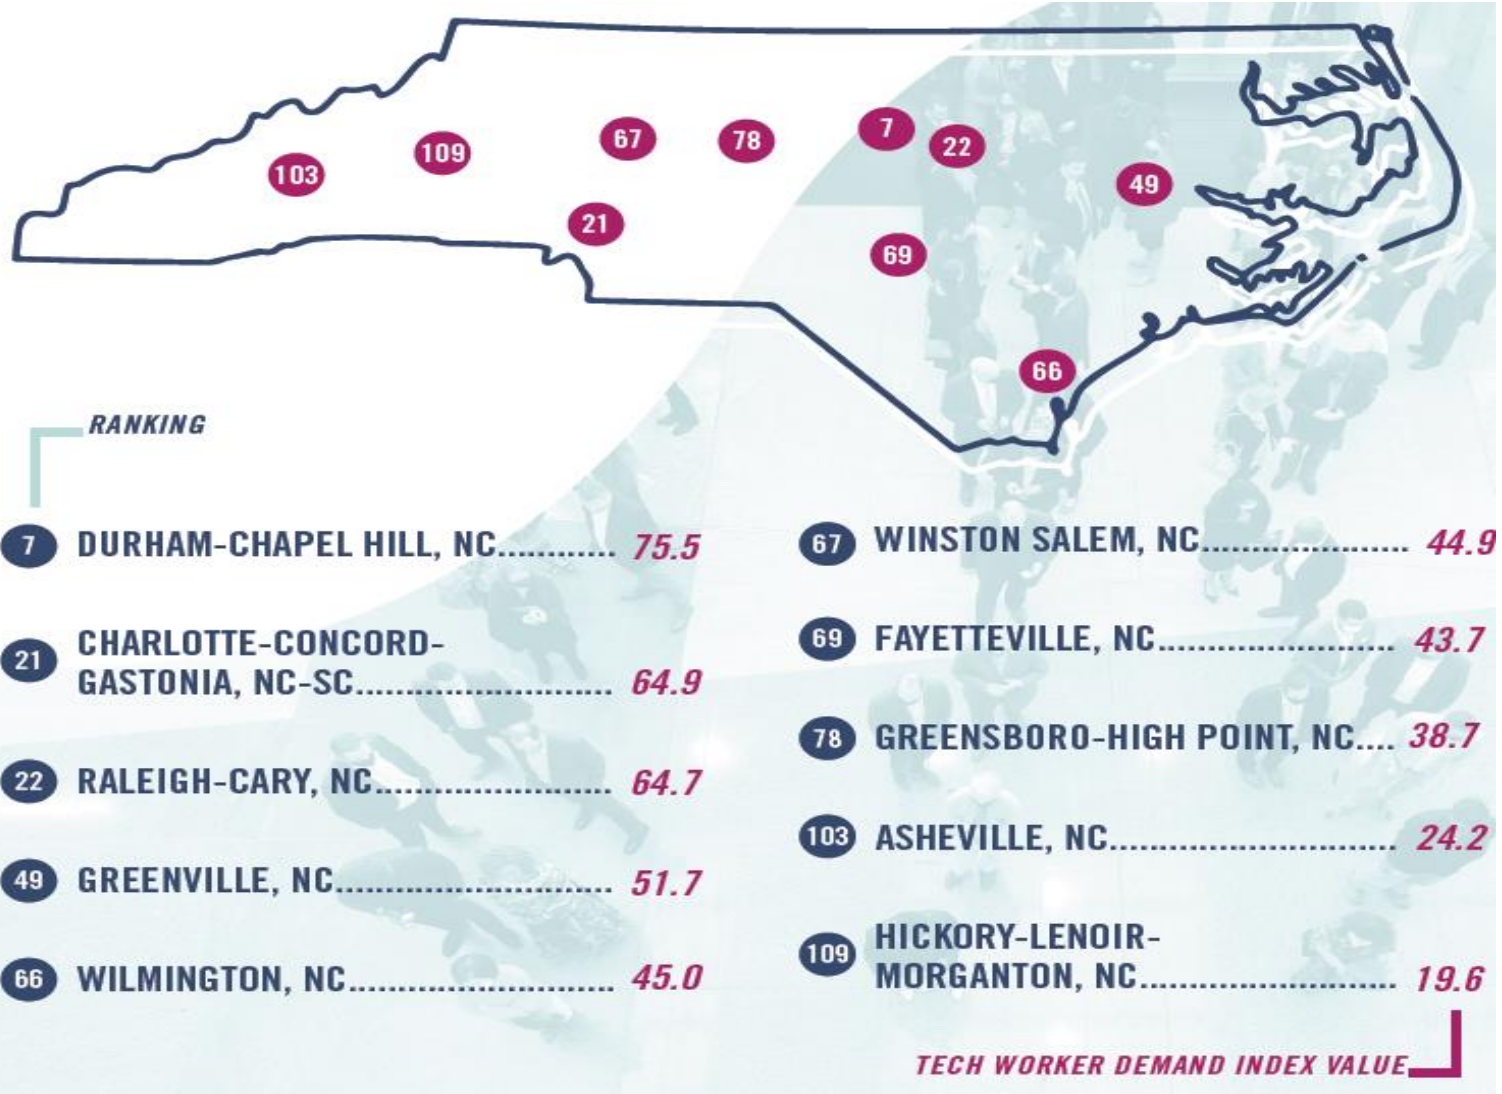 103
109
67
78
7
22
49
21
69
66
RANKING
7 DURHAM-CHAPEL HILL, NC............ 75.5
21 CHARLOTTE-CONCORD-
GASTONIA, NC-SC.......................... 64.9
22 RALEIGH-CARY, NC........................ 64.7
49 GREENVILLE, NC............................ 51.7
66 WILMINGTON, NC........................... 45.0
67 WINSTON SALEM, NC..................... 44.9
69 FAYETTEVILLE, NC........................ 43.7
78 GREENSBORO-HIGH POINT, NC.... 38.7
103 ASHEVILLE, NC............................. 24.2
109 HICKORY-LENOIR-
MORGANTON, NC.......................... 19.6
TECH WORKER DEMAND INDEX VALUE